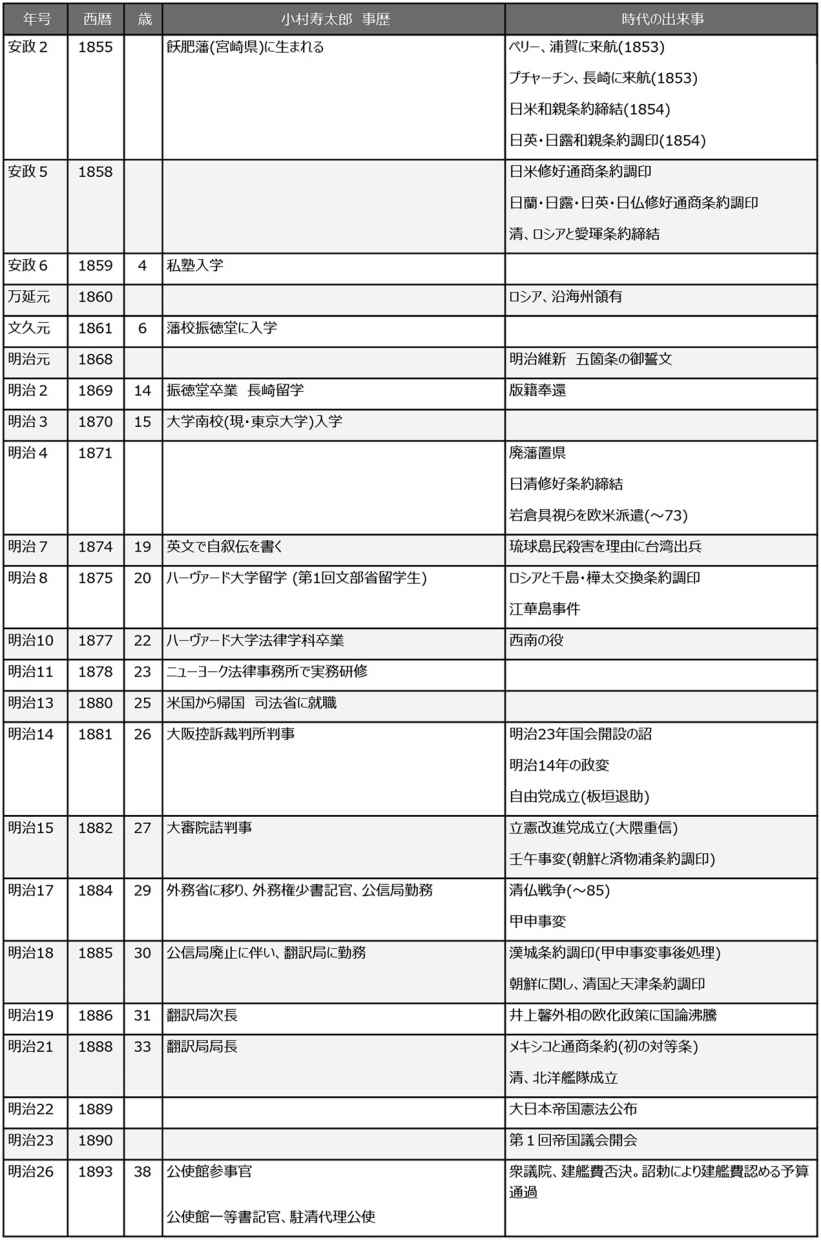 年号 西暦 歳 小村寿太郎 事歴 時代の出来事
安政２ 1855 飫肥藩(宮崎県)に生まれる ペリー、浦賀に来航(1853)
プチャーチン、長崎に来航(1853)
日米和親条約締結(1854)
日英・日露和親条約調印(1854)
安政５ 1858 日米修好通商条約調印
日蘭・日露・日英・日仏修好通商条約調印
清、ロシアと愛琿条約締結
安政６ 1859 4 私塾入学
万延元 1860 ロシア、沿海州領有
文久元 1861 6 藩校振徳堂に入学
明治元 1868 明治維新　五箇条の御誓文
明治２ 1869 14 振徳堂卒業　長崎留学 版籍奉還
明治３ 1870 15 大学南校(現・東京大学)入学
明治４ 1871 廃藩置県
日清修好条約締結
岩倉具視らを欧米派遣(～73)
明治７ 1874 19 英文で自叙伝を書く 琉球島民殺害を理由に台湾出兵
明治８ 1875 20 ハーヴァード大学留学 (第1回文部省留学生) ロシアと千島・樺太交換条約調印
江華島事件
明治10 1877 22 ハーヴァード大学法律学科卒業 西南の役
明治11 1878 23 ニューヨーク法律事務所で実務研修
明治13 1880 25 米国から帰国　司法省に就職
明治14 1881 26 大阪控訴裁判所判事 明治23年国会開設の詔
明治14年の政変
自由党成立(板垣退助)
明治15 1882 27 大審院詰判事 立憲改進党成立(大隈重信)
壬午事変(朝鮮と済物浦条約調印)
明治17 1884 29 外務省に移り、外務権少書記官、公信局勤務 清仏戦争(～85)
甲申事変
明治18 1885 30 公信局廃止に伴い、翻訳局に勤務 漢城条約調印(甲申事変事後処理)
朝鮮に関し、清国と天津条約調印
明治19 1886 31 翻訳局次長 井上馨外相の欧化政策に国論沸騰
明治21 1888 33 翻訳局局長 メキシコと通商条約(初の対等条)
清、北洋艦隊成立
明治22 1889 大日本帝国憲法公布
明治23 1890 第１回帝国議会開会
明治26 1893 38 公使館参事官 衆議院、建艦費否決。詔勅により建艦費認める予算
通過
公使館一等書記官、駐清代理公使